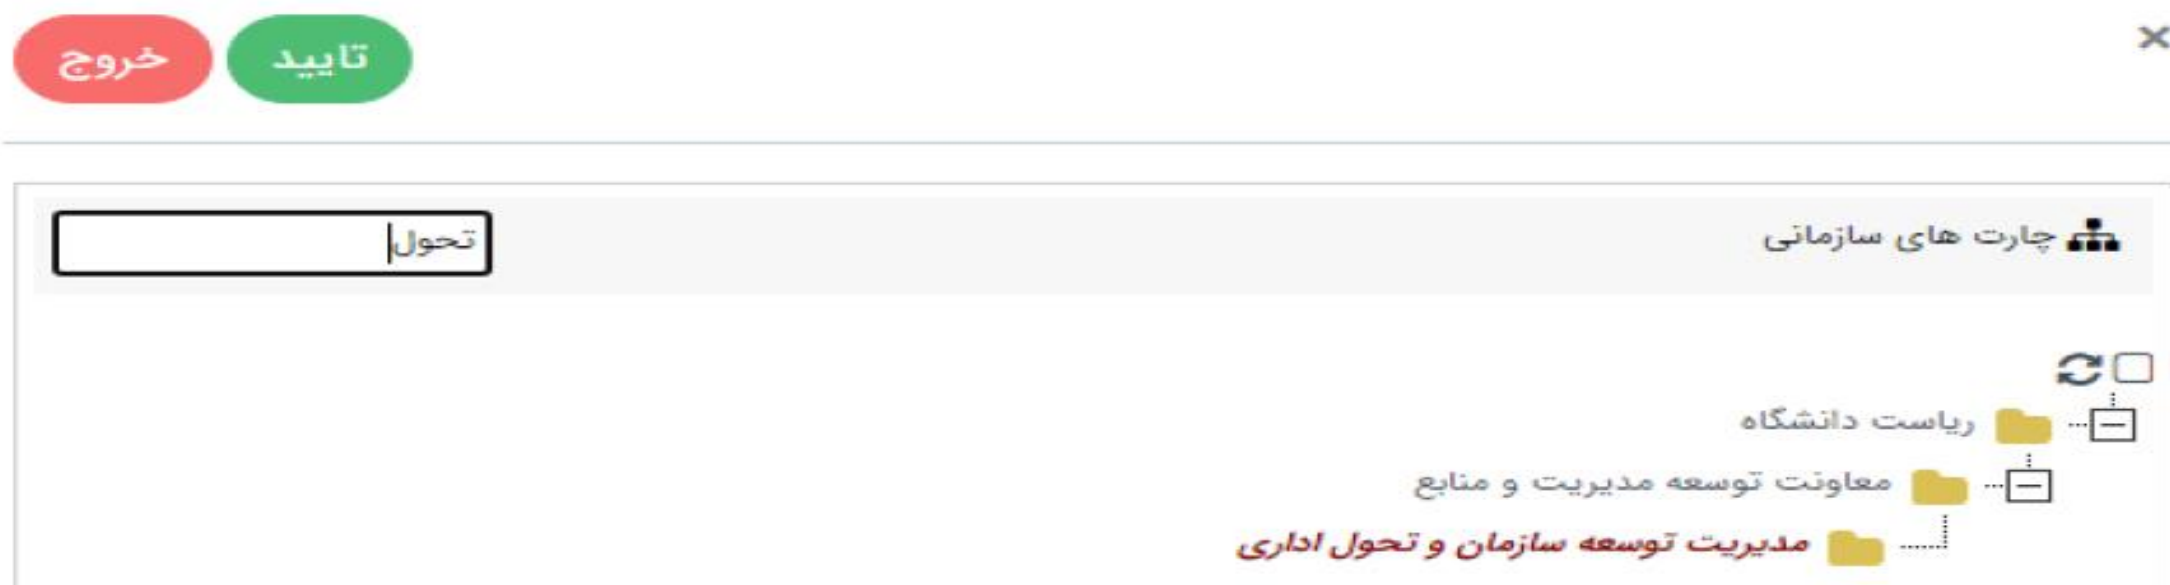 ×
تایید
خروج
چارت های سازمانی
تحول
ریاست دانشگاه
معاونت توسعه مدیریت و منابع
مدیریت توسعه سازمان و تحول اداری